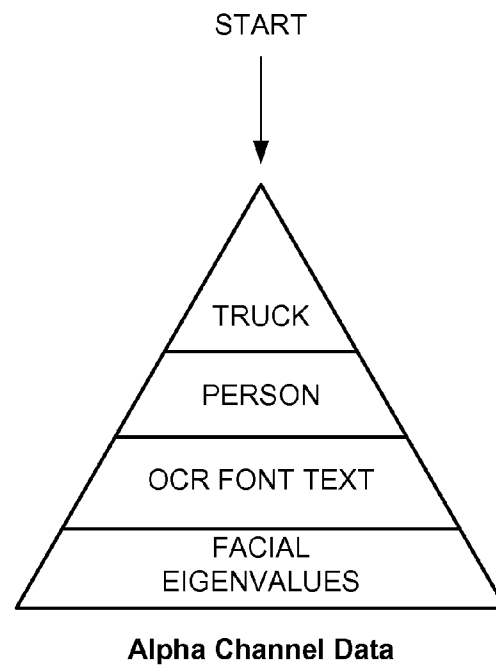 START
TRUCK
PERSON
OCR FONT TEXT
FACIAL
EIGENVALUES
Alpha Channel Data